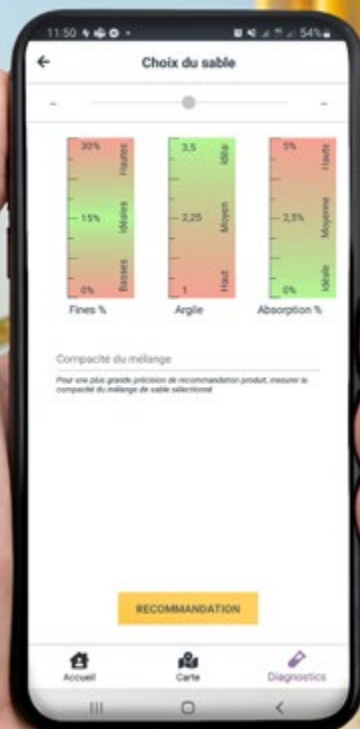 11:50
54%
Choix du sable
- -
30% Hautes
15% Idéales
0% Basses
Fines %
3,5 Idéal
2,25 Moyen
1 Haut
Argile
5% Haute
2,5% Moyenne
0% Idéale
Absorption %
Compacité du mélange
Pour une plus grande précision de recommandation produit, mesurer la
compacité du mélange de sable sélectionné
RECOMMANDATION
Accueil
Carte
Diagnostics